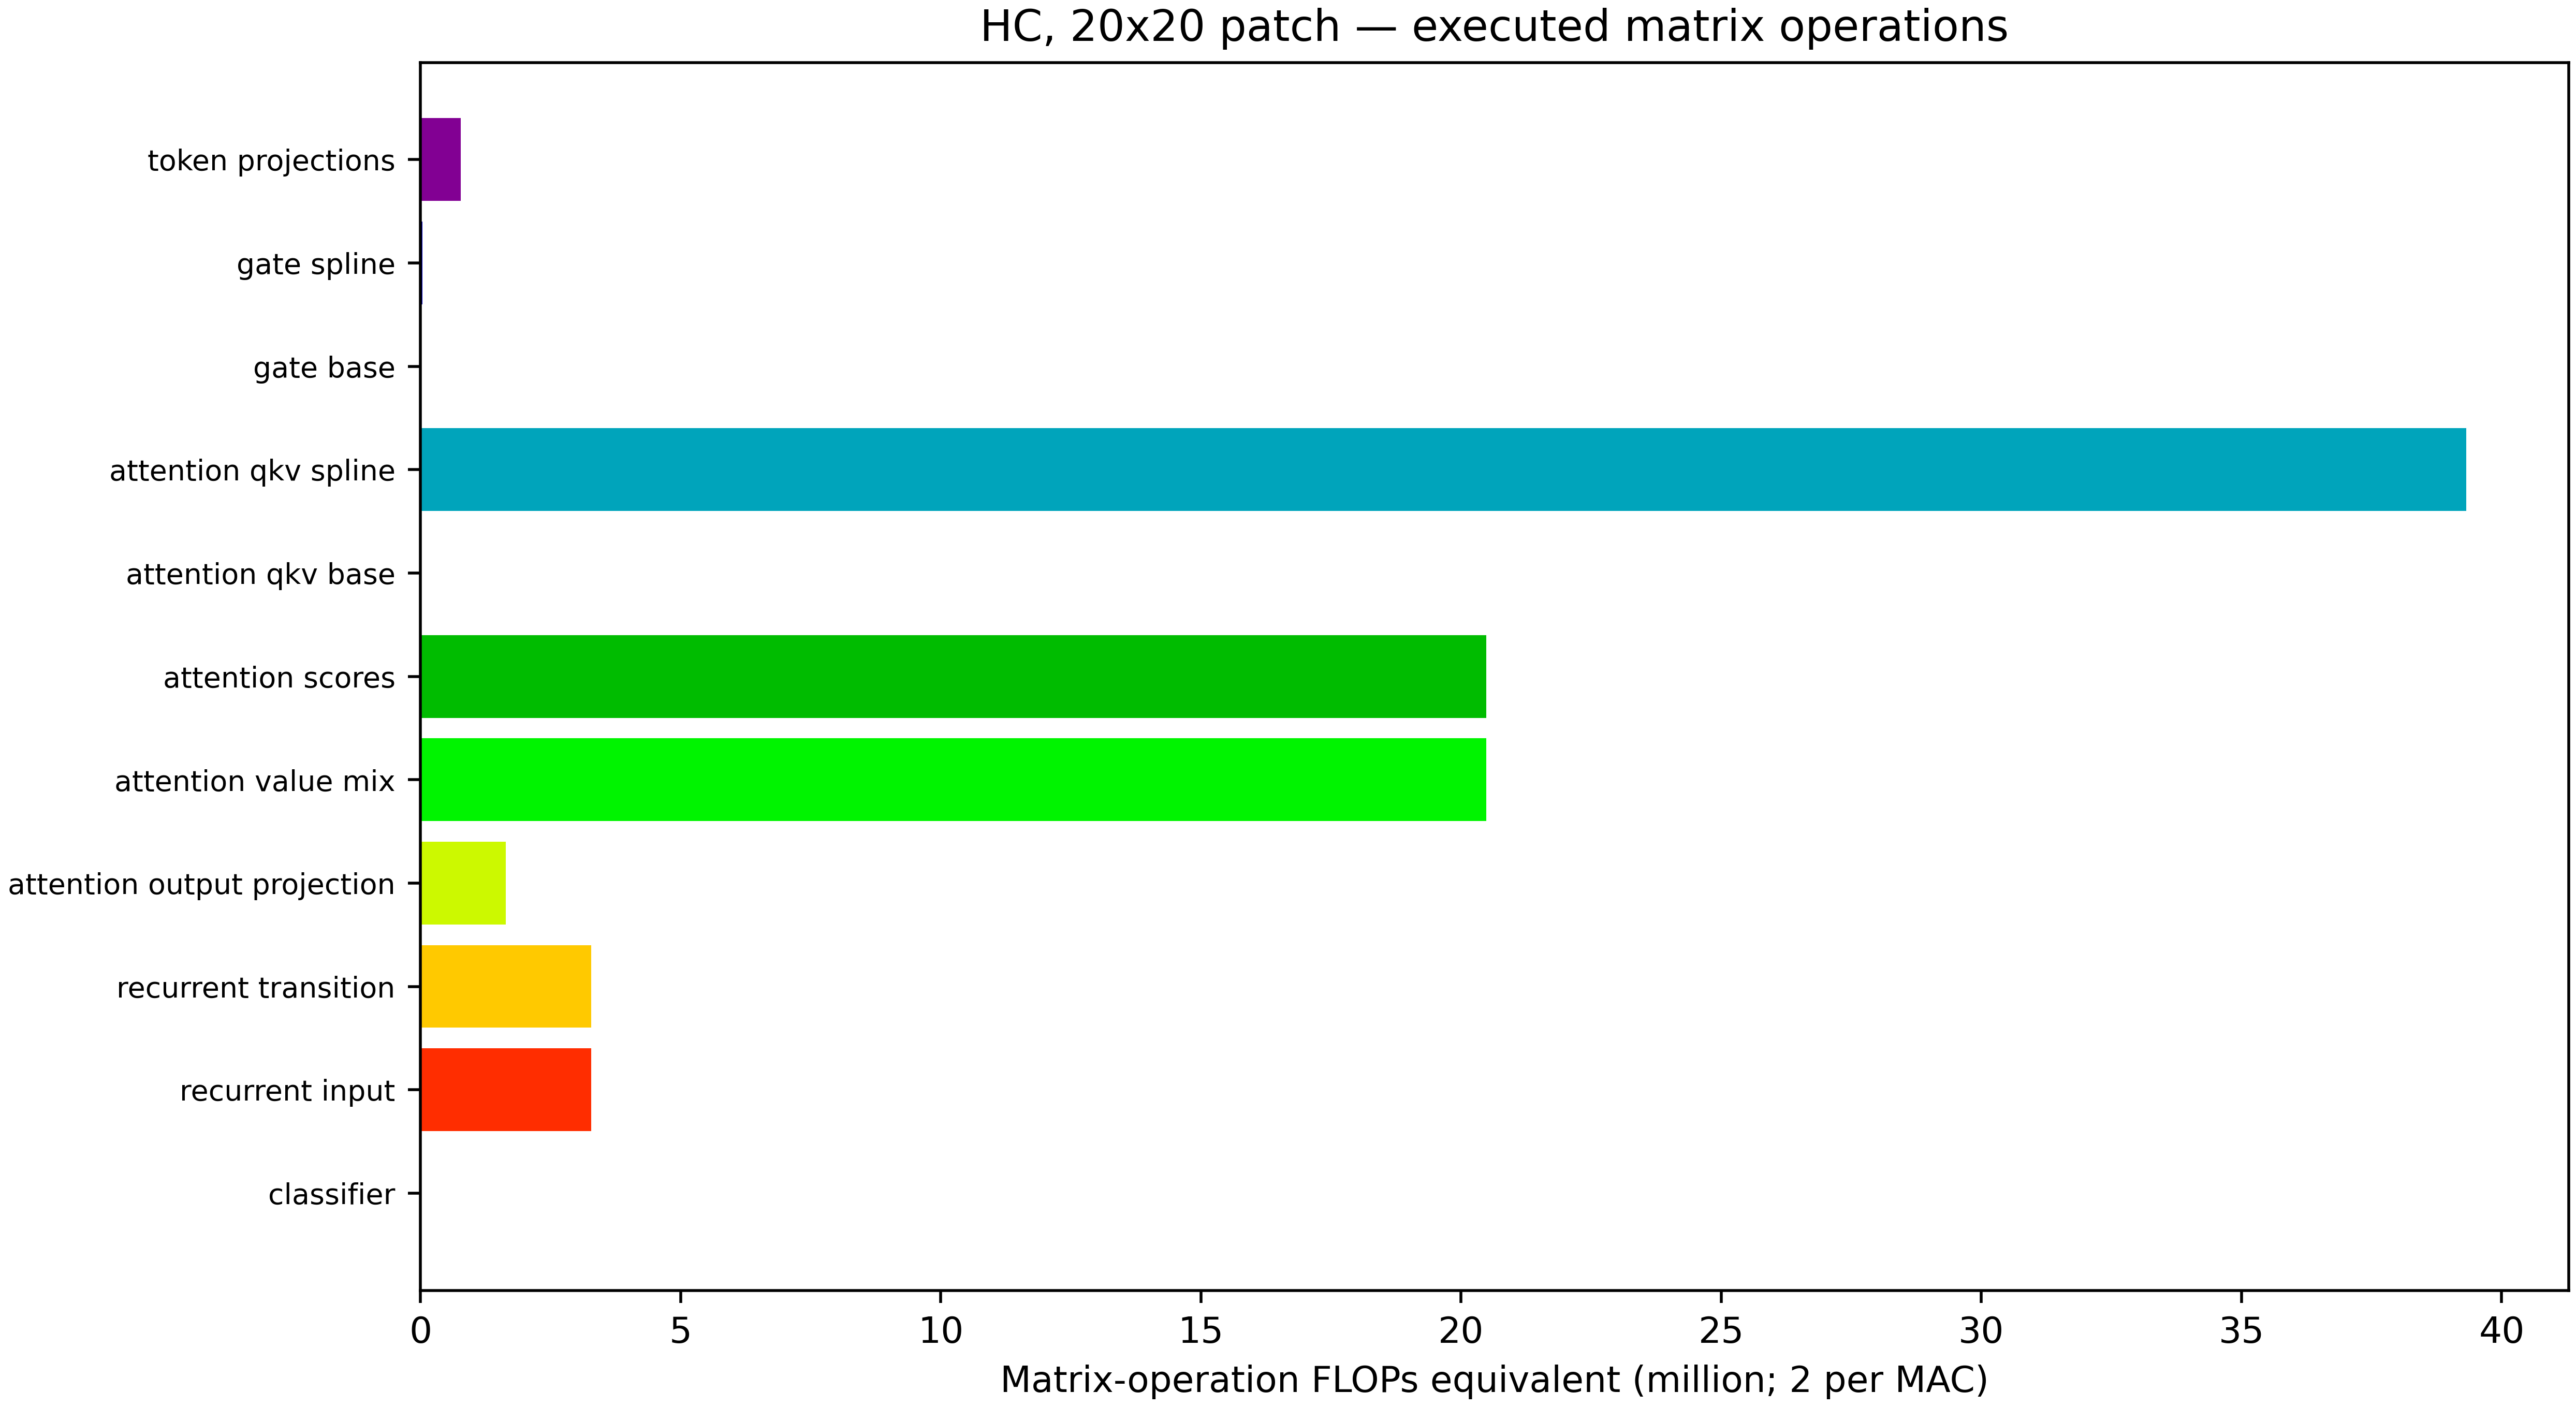 HC, 20x20 patch — executed matrix operations
token projections
gate spline
gate base
attention qkv spline
attention qkv base
attention scores
attention value mix
attention output projection
recurrent transition
recurrent input
classifier
0 5 10 15 20 25 30 35 40
Matrix-operation FLOPs equivalent (million; 2 per MAC)